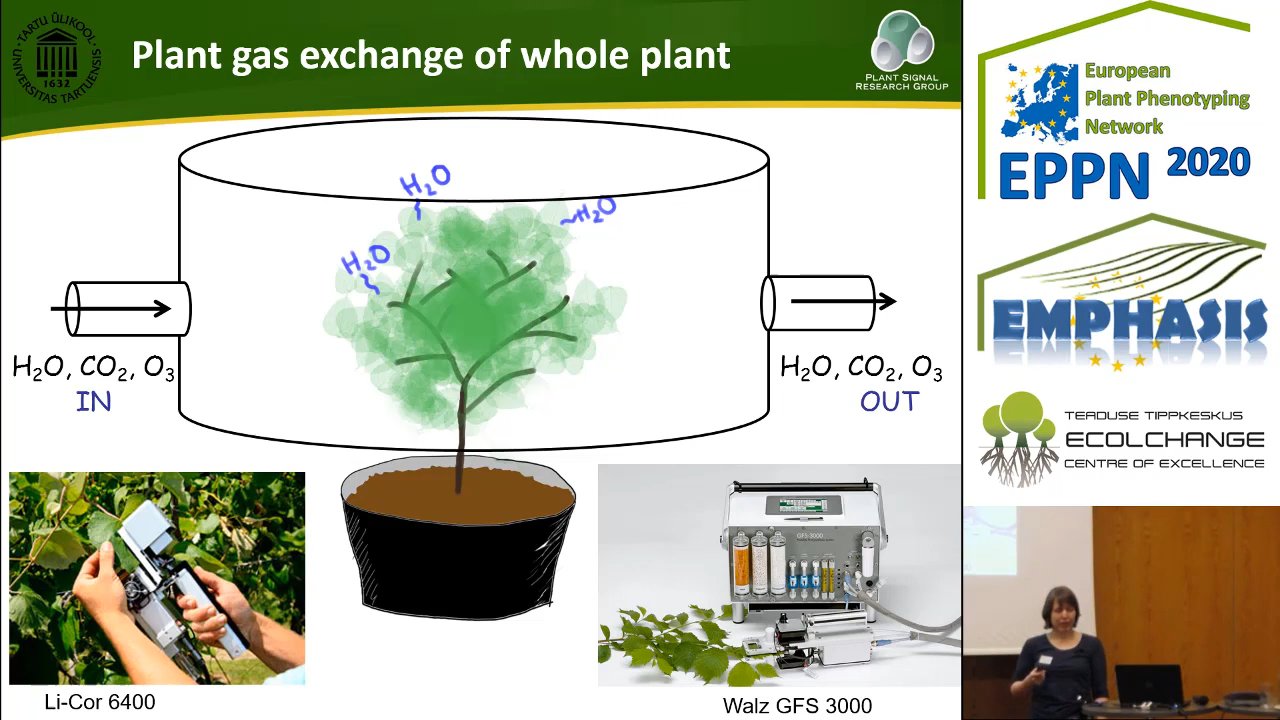 UNIVERSITAS TARTUENSIS
TARTU ÜLIKOOL
1632
Plant gas exchange of whole plant
PLANT SIGNAL
RESEARCH GROUP
H₂O
H₂O
H₂O
H₂O, CO₂, O₃
IN
H₂O, CO₂, O₃
OUT
GFS-3000
Li-Cor 6400
Walz GFS 3000
European
Plant Phenotyping
Network
EPPN 2020
EMPHASIS
TEADUSE TIPPKESKUS
ECOLCHANGE
CENTRE OF EXCELLENCE